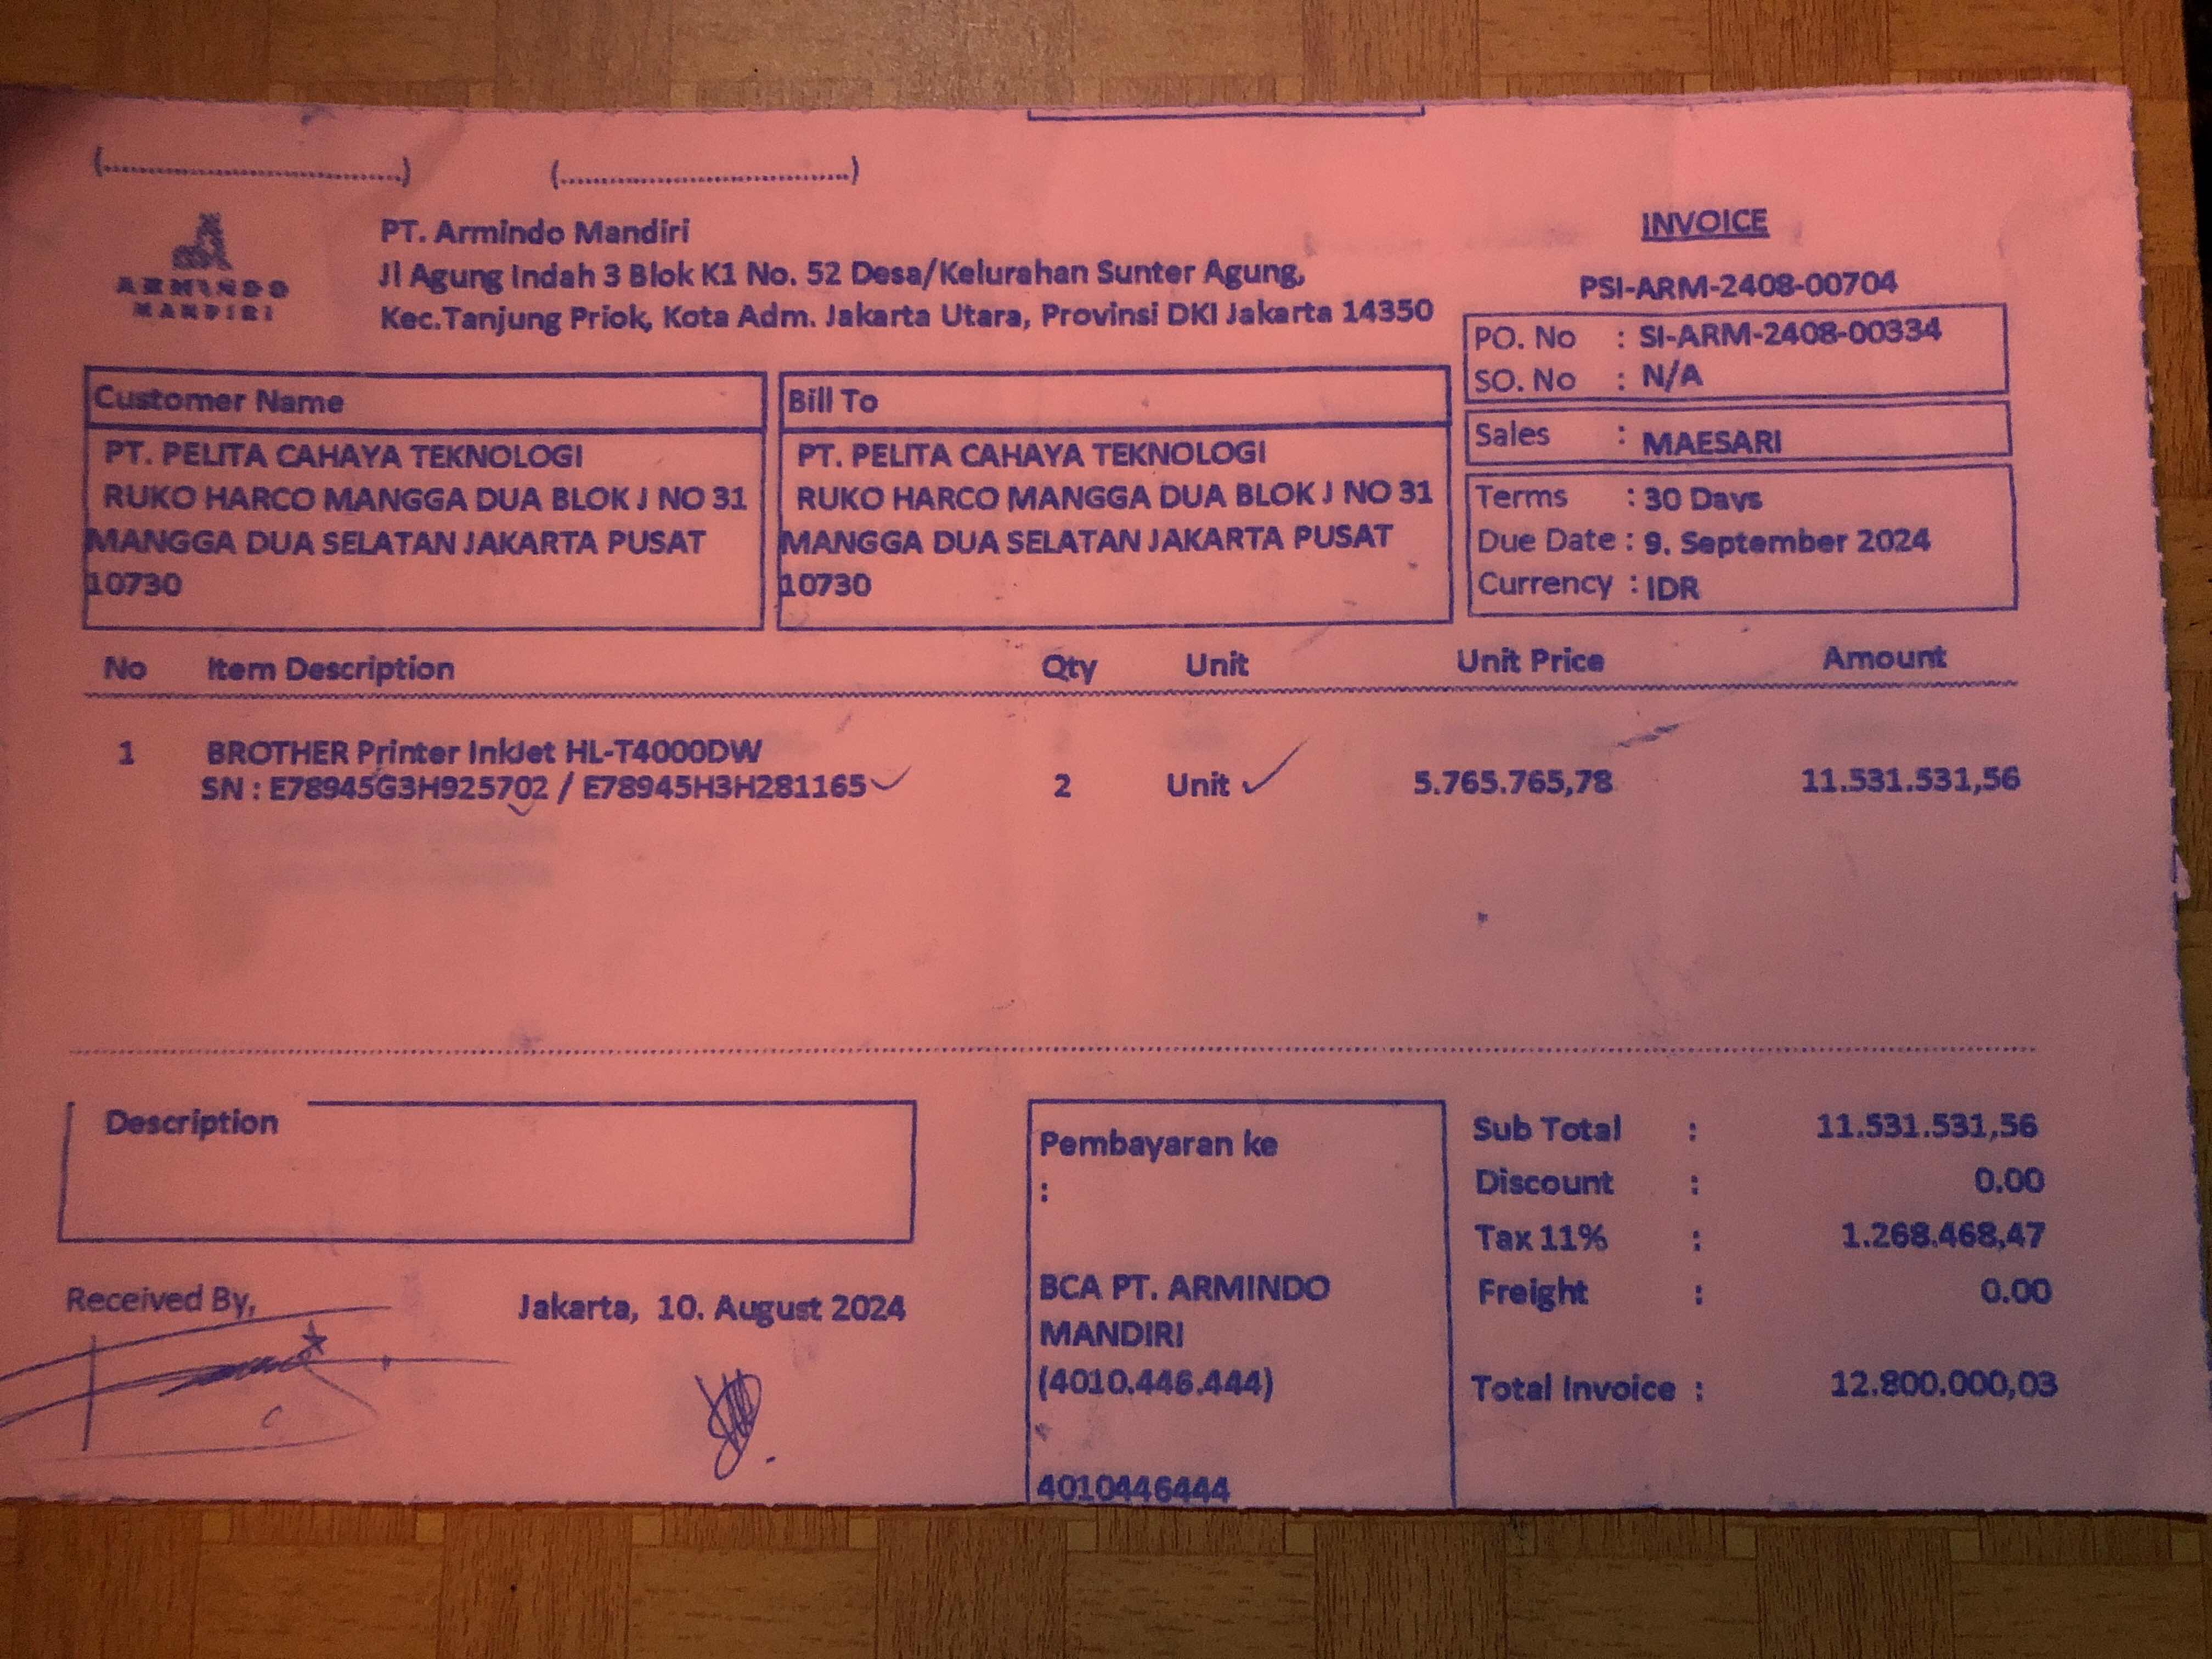 (................................) (................................)
ARMINDO
MANDIRI
PT. Armindo Mandiri
Jl Agung Indah 3 Blok K1 No. 52 Desa/Kelurahan Sunter Agung,
Kec.Tanjung Priok, Kota Adm. Jakarta Utara, Provinsi DKI Jakarta 14350
INVOICE
PSI-ARM-2408-00704
PO. No : SI-ARM-2408-00334
SO. No : N/A
Sales : MAESARI
Terms : 30 Days
Due Date : 9. September 2024
Currency : IDR
Customer Name
PT. PELITA CAHAYA TEKNOLOGI
RUKO HARCO MANGGA DUA BLOK J NO 31
MANGGA DUA SELATAN JAKARTA PUSAT
10730
Bill To
PT. PELITA CAHAYA TEKNOLOGI
RUKO HARCO MANGGA DUA BLOK J NO 31
MANGGA DUA SELATAN JAKARTA PUSAT
10730
No Item Description Qty Unit Unit Price Amount
1 BROTHER Printer InkJet HL-T4000DW
SN : E78945G3H925702 / E78945H3H281165 2 Unit 5.765.765,78 11.531.531,56
Description
Received By,
Jakarta, 10. August 2024
Pembayaran ke
:
BCA PT. ARMINDO
MANDIRI
(4010.446.444)
4010446444
Sub Total : 11.531.531,56
Discount : 0.00
Tax 11% : 1.268.468,47
Freight : 0.00
Total Invoice : 12.800.000,03